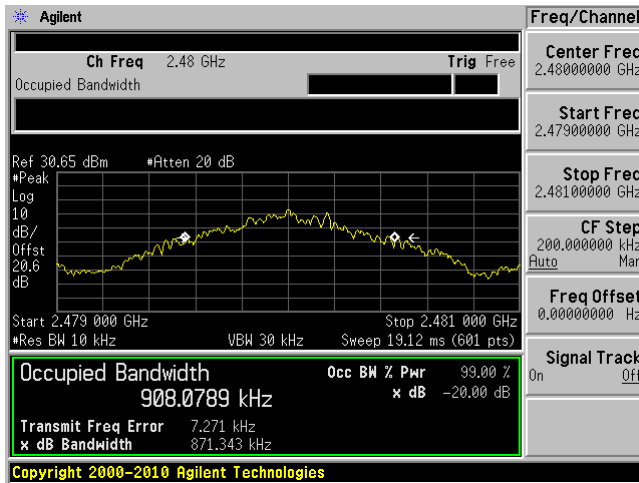 Agilent
Freq/Channel
Ch Freq 2.48 GHz Trig Free
Occupied Bandwidth
Center Freq
2.48000000 GHz
Start Freq
2.47900000 GHz
Stop Freq
2.48100000 GHz
CF Step
200.000000 kHz
Auto Man
Freq Offset
0.00000000 Hz
Signal Track
On Off
Ref 30.65 dBm #Atten 20 dB
#Peak
Log
10
dB/
Offst
20.6
dB
Start 2.479 000 GHz Stop 2.481 000 GHz
#Res BW 10 kHz VBW 30 kHz Sweep 19.12 ms (601 pts)
Occupied Bandwidth Occ BW % Pwr 99.00 %
908.0789 kHz x dB -20.00 dB
Transmit Freq Error 7.271 kHz
x dB Bandwidth 871.343 kHz
Copyright 2000-2010 Agilent Technologies